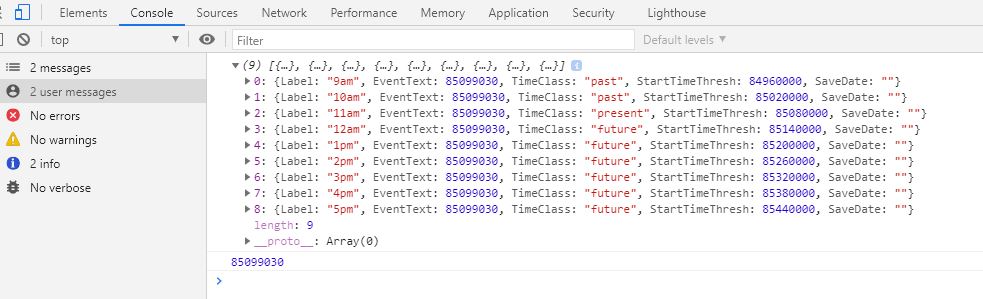 Elements Console Sources Network Performance Memory Application Security Lighthouse
top Filter Default levels
2 messages
2 user messages
No errors
No warnings
2 info
No verbose
(9) [{…}, {…}, {…}, {…}, {…}, {…}, {…}, {…}, {…}]
0: {Label: "9am", EventText: 85099030, TimeClass: "past", StartTimeThresh: 84960000, SaveDate: ""}
1: {Label: "10am", EventText: 85099030, TimeClass: "past", StartTimeThresh: 85020000, SaveDate: ""}
2: {Label: "11am", EventText: 85099030, TimeClass: "present", StartTimeThresh: 85080000, SaveDate: ""}
3: {Label: "12am", EventText: 85099030, TimeClass: "future", StartTimeThresh: 85140000, SaveDate: ""}
4: {Label: "1pm", EventText: 85099030, TimeClass: "future", StartTimeThresh: 85200000, SaveDate: ""}
5: {Label: "2pm", EventText: 85099030, TimeClass: "future", StartTimeThresh: 85260000, SaveDate: ""}
6: {Label: "3pm", EventText: 85099030, TimeClass: "future", StartTimeThresh: 85320000, SaveDate: ""}
7: {Label: "4pm", EventText: 85099030, TimeClass: "future", StartTimeThresh: 85380000, SaveDate: ""}
8: {Label: "5pm", EventText: 85099030, TimeClass: "future", StartTimeThresh: 85440000, SaveDate: ""}
length: 9
__proto__: Array(0)
85099030